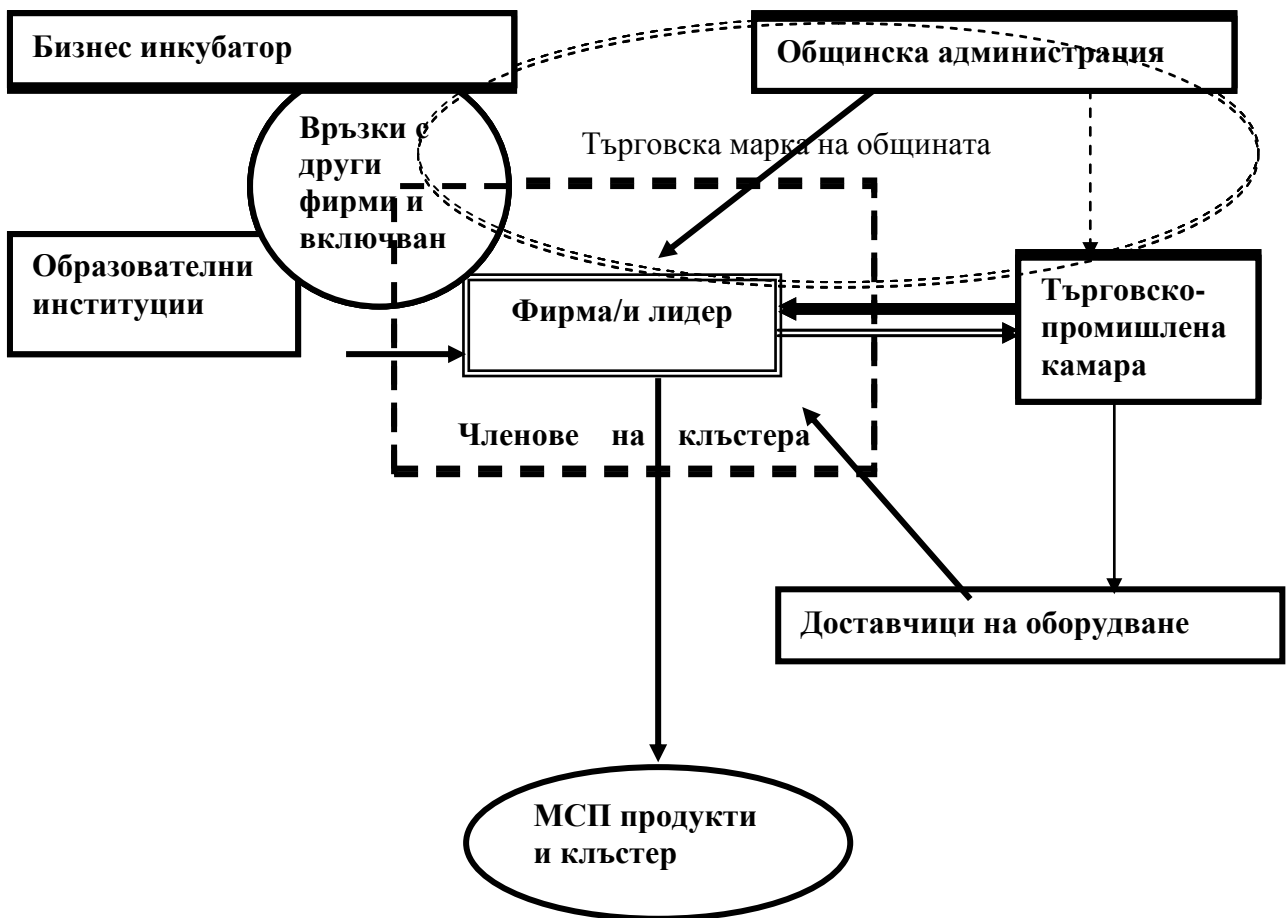 Бизнес инкубатор
Общинска администрация
Връзки с
други
фирми и
включван
Търговска марка на общината
Образователни
институции
Фирма/и лидер
Търговско-
промишлена
камара
Членове на клъстера
Доставчици на оборудване
МСП продукти
и клъстер